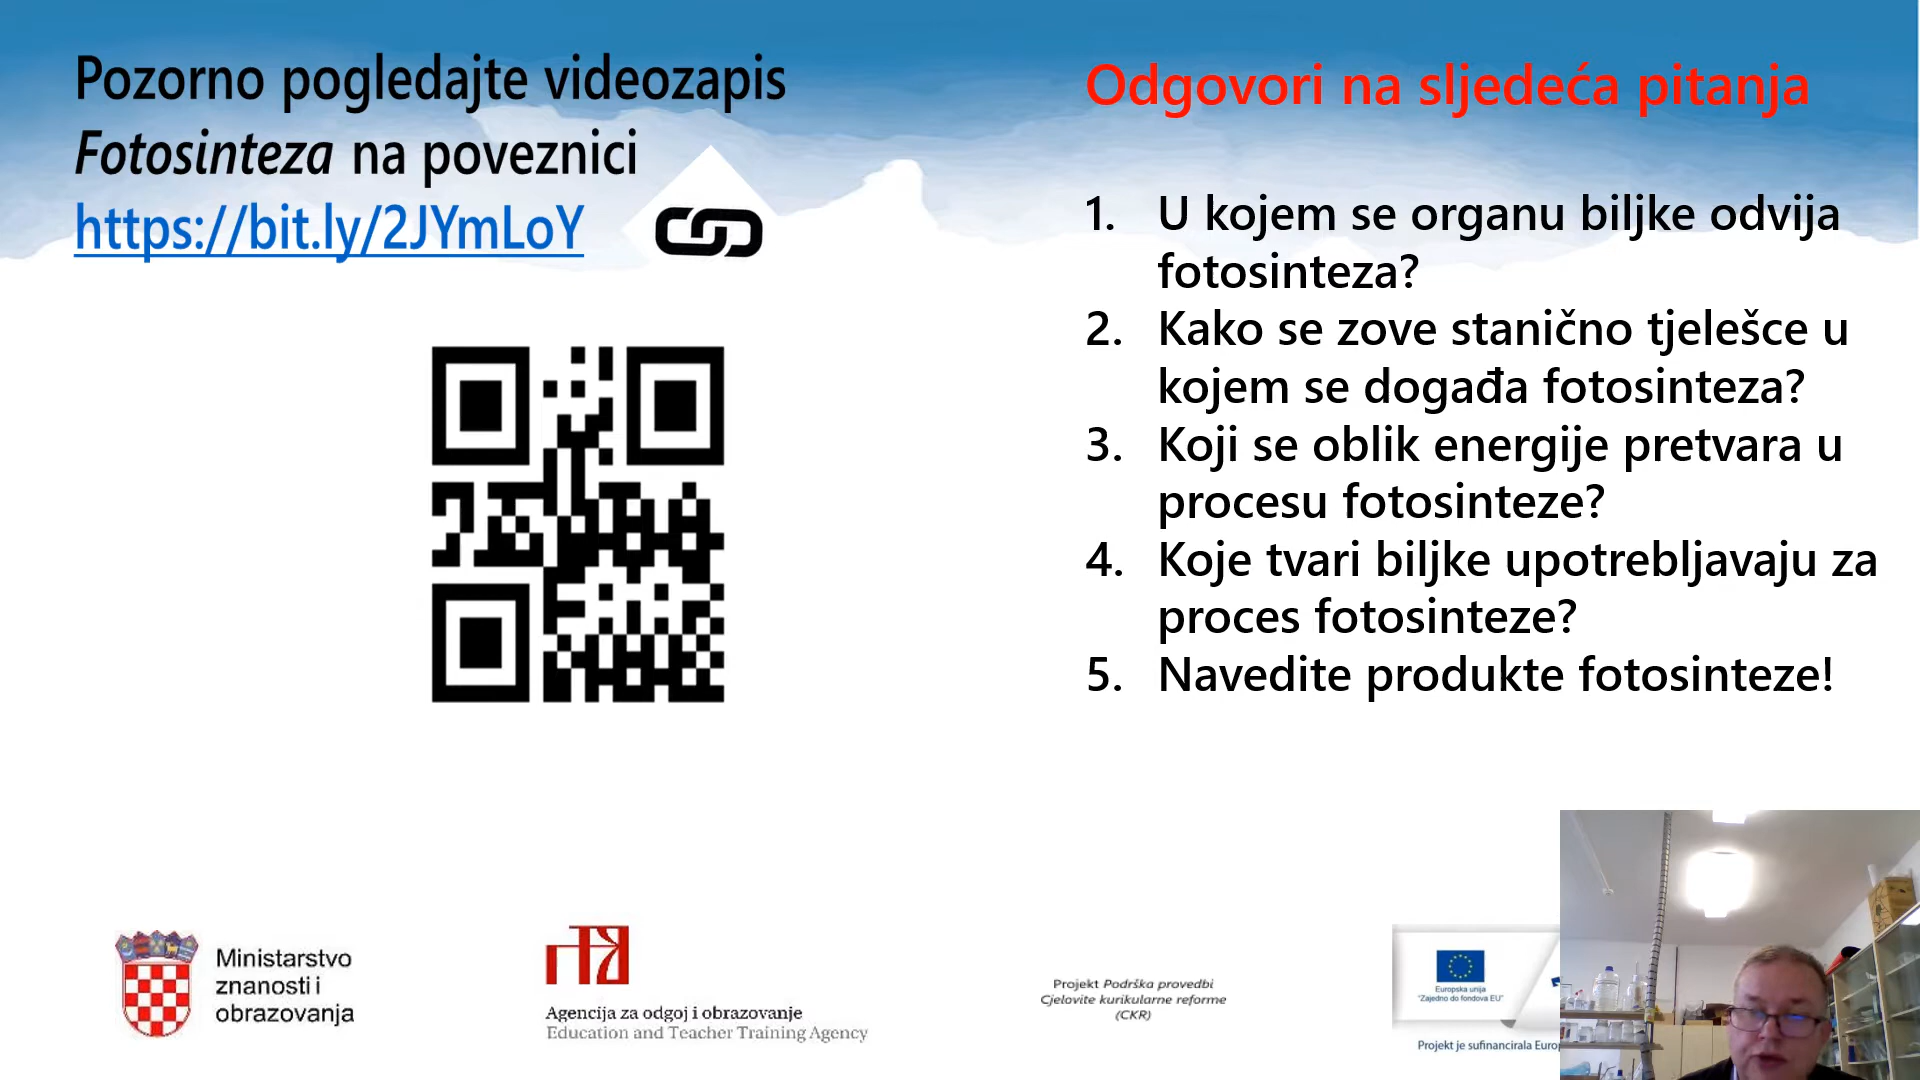 Pozorno pogledajte videozapis
Fotosinteza na poveznici
https://bit.ly/2JYmLoY
Odgovori na sljedeća pitanja
1. U kojem se organu biljke odvija
fotosinteza?
2. Kako se zove stanično tjelešce u
kojem se događa fotosinteza?
3. Koji se oblik energije pretvara u
procesu fotosinteze?
4. Koje tvari biljke upotrebljavaju za
proces fotosinteze?
5. Navedite produkte fotosinteze!
Ministarstvo
znanosti i
obrazovanja
Agencija za odgoj i obrazovanje
Education and Teacher Training Agency
Projekt Podrška provedbi
Cjelovite kurikularne reforme
(CKR)
Europska unija
"Zajedno do fondova EU"
Projekt je sufinancirala